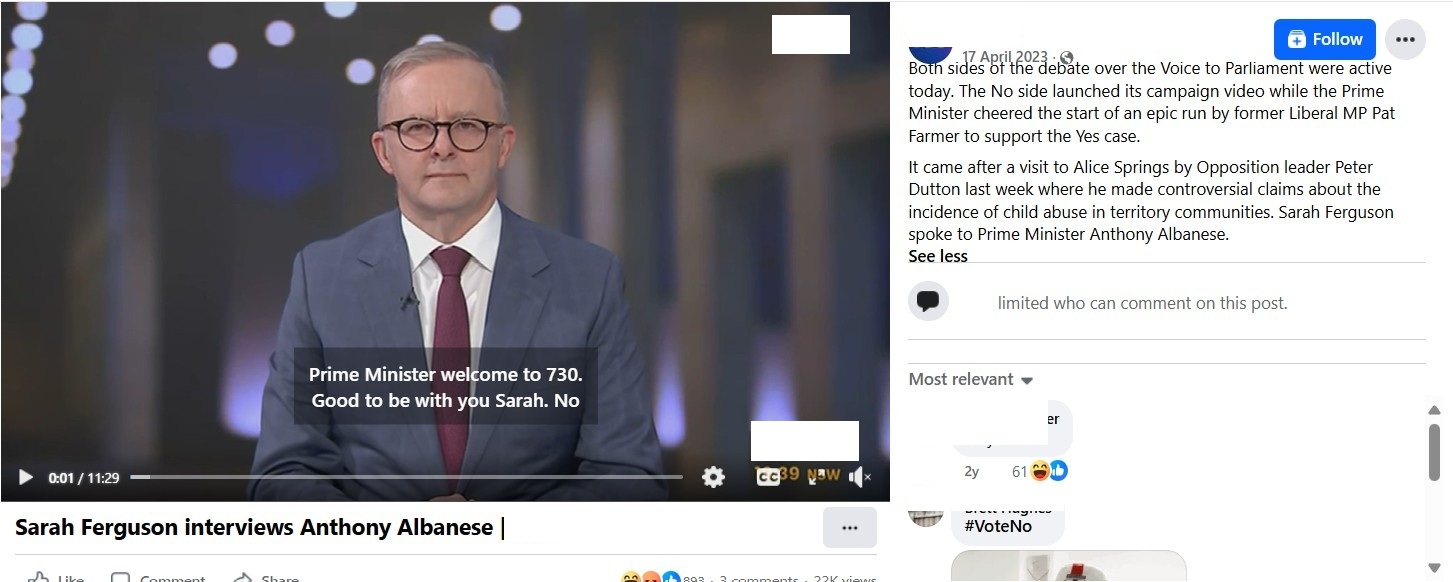 Prime Minister welcome to 730.
Good to be with you Sarah. No
0:01 / 11:29
CC
39 NSW
Sarah Ferguson interviews Anthony Albanese |
Like
Comment
Share
893 · 3 comments · 22K views
Follow
17 April 2023 ·
Both sides of the debate over the Voice to Parliament were active
today. The No side launched its campaign video while the Prime
Minister cheered the start of an epic run by former Liberal MP Pat
Farmer to support the Yes case.
It came after a visit to Alice Springs by Opposition leader Peter
Dutton last week where he made controversial claims about the
incidence of child abuse in territory communities. Sarah Ferguson
spoke to Prime Minister Anthony Albanese.
See less
limited who can comment on this post.
Most relevant
er
2y
61
Brett Hughes
#VoteNo